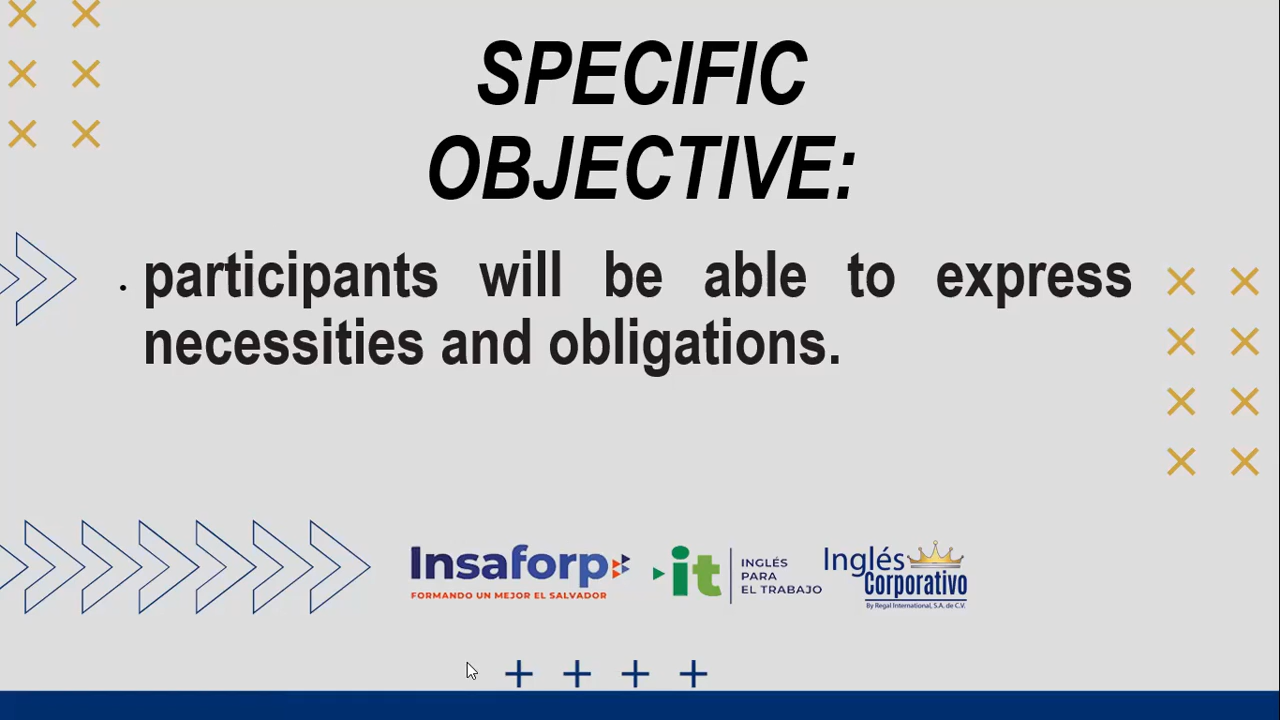 SPECIFIC
OBJECTIVE:
• participants will be able to express
necessities and obligations.
Insaforp
FORMANDO UN MEJOR EL SALVADOR
it
INGLÉS
PARA
EL TRABAJO
Inglés
Corporativo
By Regal International, S.A. de C.V.